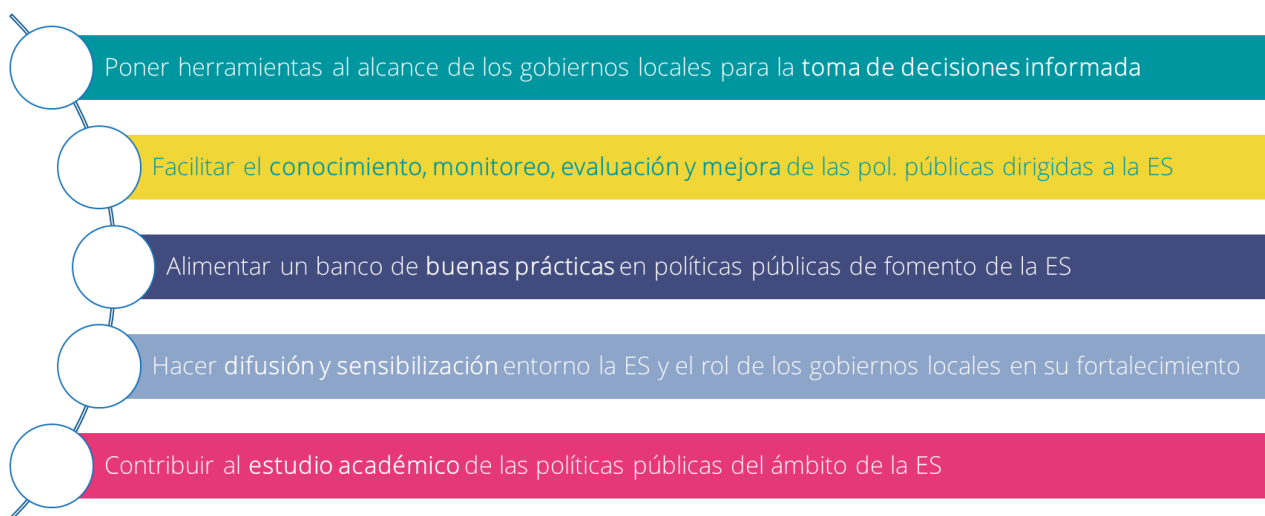 Poner herramientas al alcance de los gobiernos locales para la toma de decisiones informada
Facilitar el conocimiento, monitoreo, evaluación y mejora de las pol. públicas dirigidas a la ES
Alimentar un banco de buenas prácticas en políticas públicas de fomento de la ES
Hacer difusión y sensibilización entorno la ES y el rol de los gobiernos locales en su fortalecimiento
Contribuir al estudio académico de las políticas públicas del ámbito de la ES